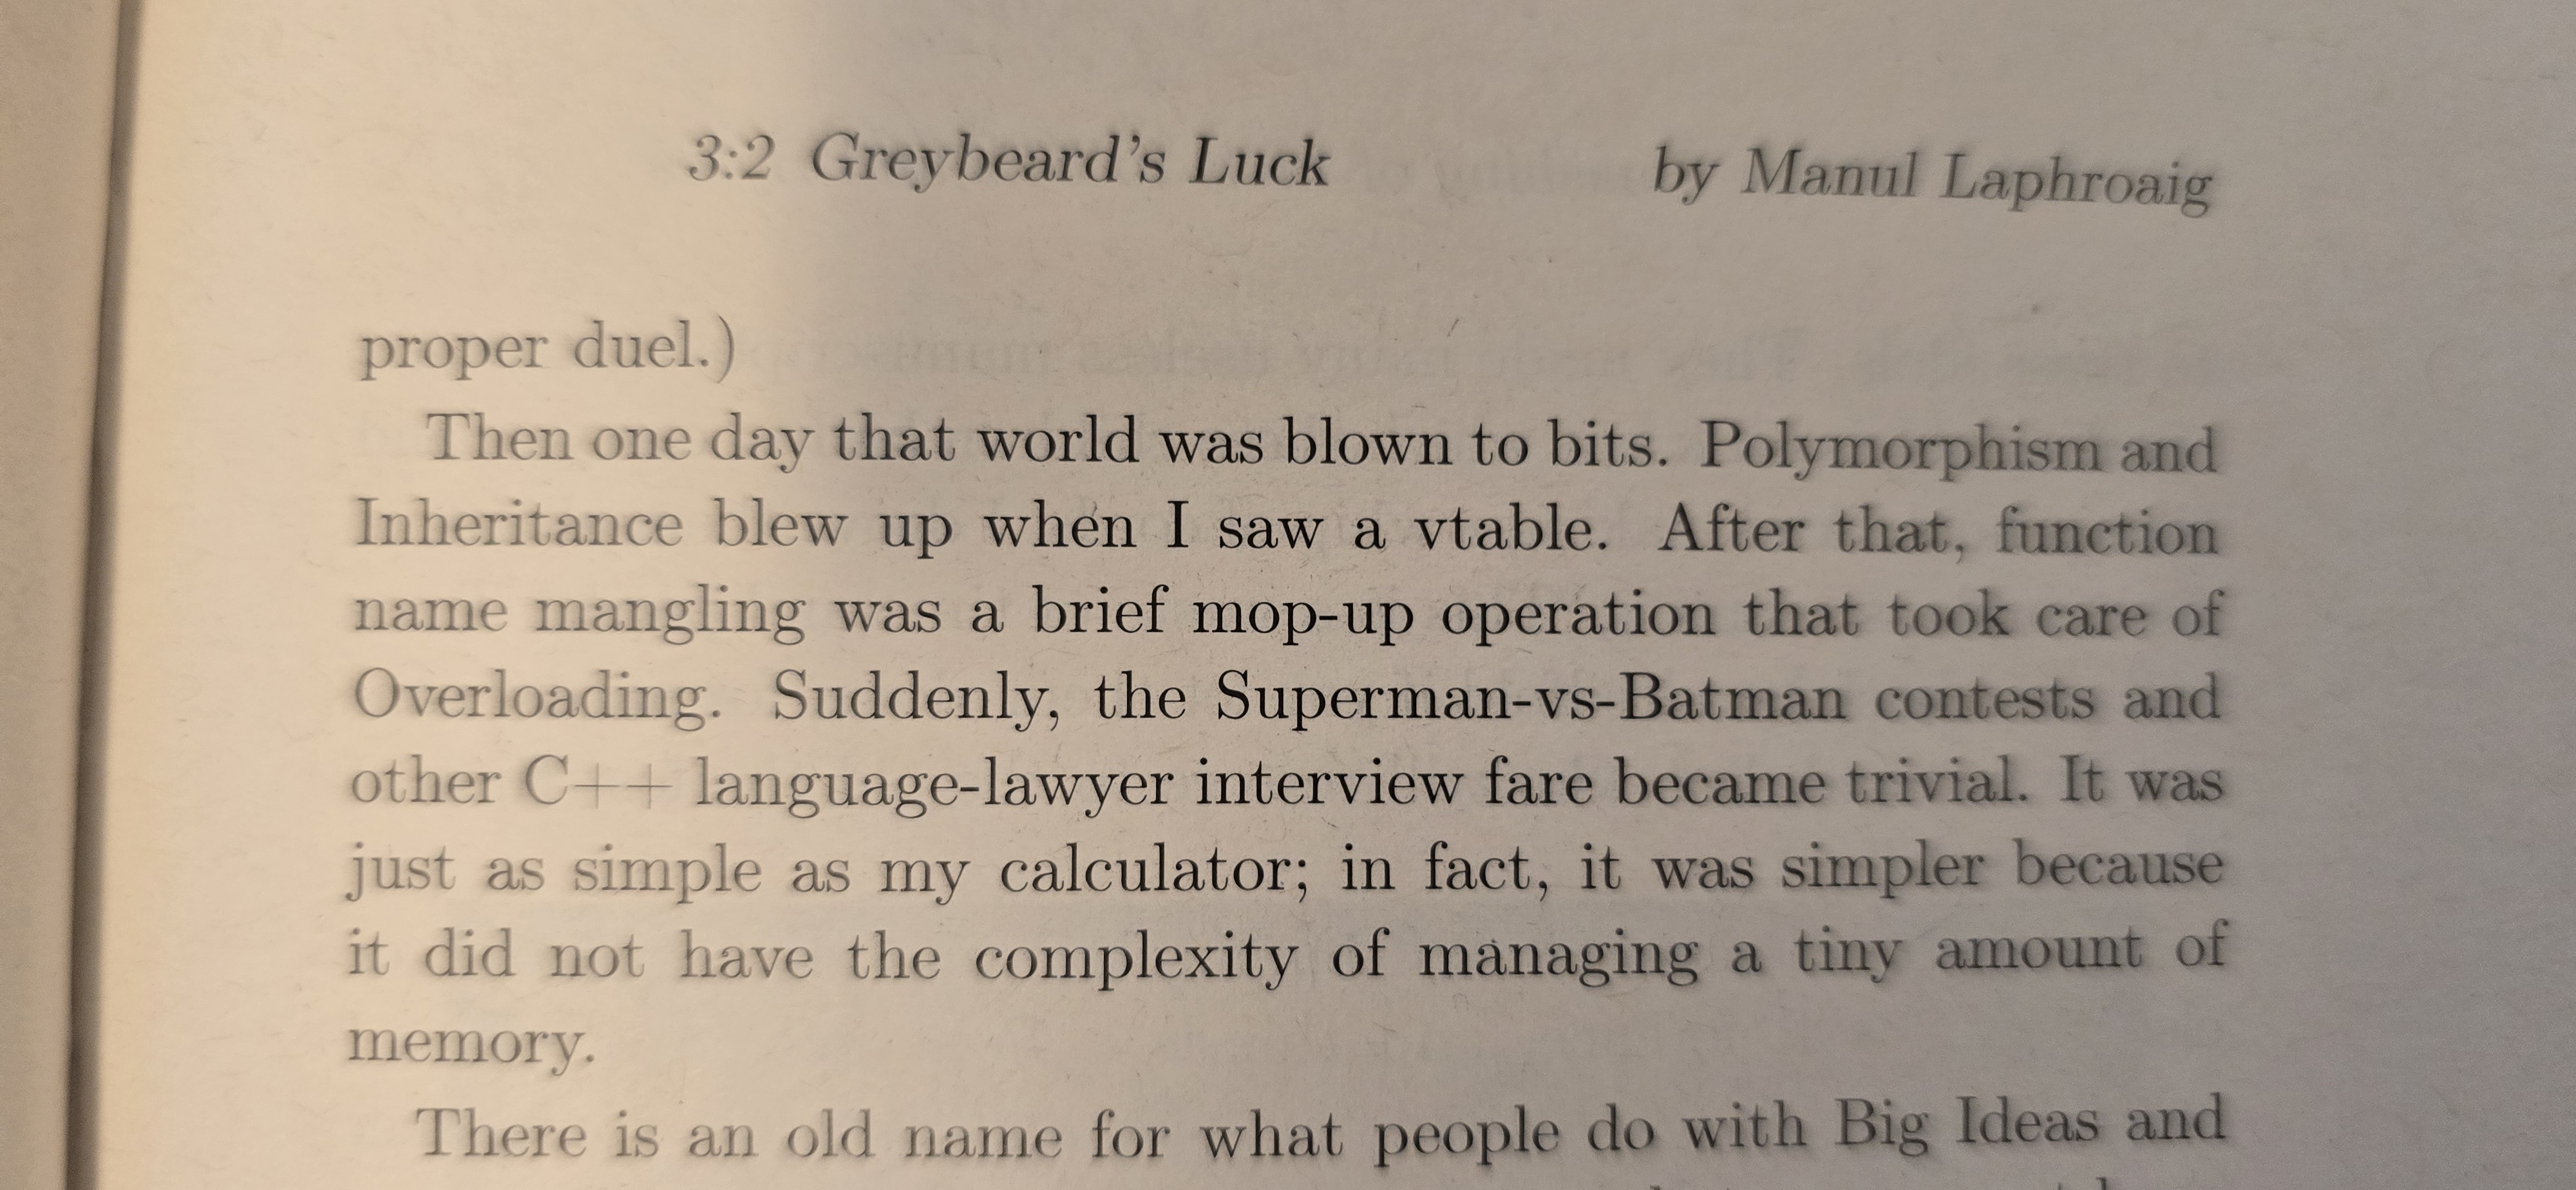 3:2 Greybeard's Luck by Manul Laphroaig
proper duel.)
Then one day that world was blown to bits. Polymorphism and
Inheritance blew up when I saw a vtable. After that, function
name mangling was a brief mop-up operation that took care of
Overloading. Suddenly, the Superman-vs-Batman contests and
other C++ language-lawyer interview fare became trivial. It was
just as simple as my calculator; in fact, it was simpler because
it did not have the complexity of managing a tiny amount of
memory.
There is an old name for what people do with Big Ideas and